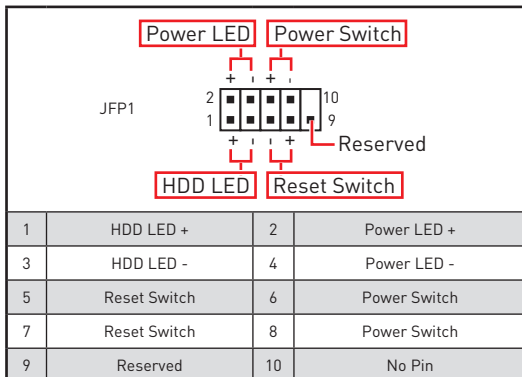 Power LED Power Switch
+ - + -
2 10
JFP1
1 9
+ - - +
Reserved
HDD LED Reset Switch
1 HDD LED + 2 Power LED +
3 HDD LED - 4 Power LED -
5 Reset Switch 6 Power Switch
7 Reset Switch 8 Power Switch
9 Reserved 10 No Pin